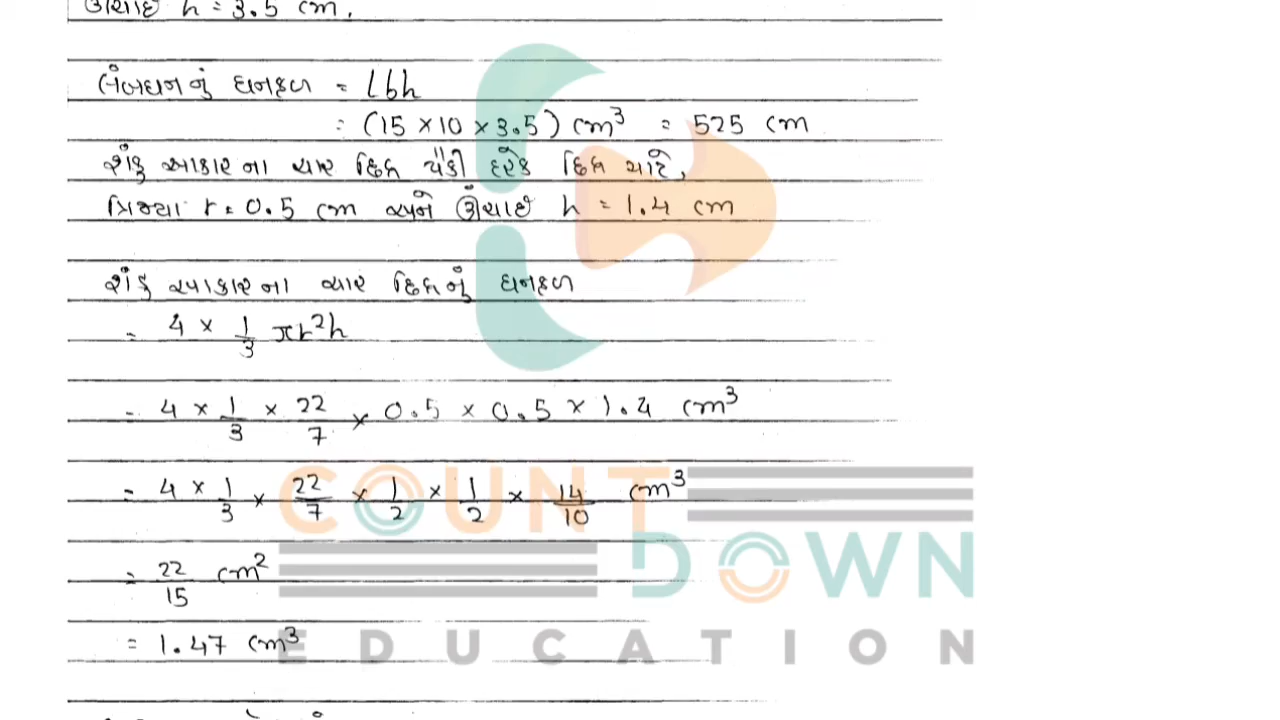 ઊંચાઈ h = 3.5 cm.
લંબઘનનું ઘનફળ = lbh
= (15 × 10 × 3.5) cm³ = 525 cm
શંકુ આકારના ચાર છિદ્ર પૈકી દરેક છિદ્ર માટે,
ત્રિજ્યા r = 0.5 cm અને ઊંચાઈ h = 1.4 cm
શંકુ આકારના ચાર છિદ્રનું ઘનફળ
= 4 × 1/3 πr²h
= 4 × 1/3 × 22/7 × 0.5 × 0.5 × 1.4 cm³
= 4 × 1/3 × 22/7 × 1/2 × 1/2 × 14/10 cm³
= 22/15 cm²
= 1.47 cm³
COUNT
DOWN
EDUCATION